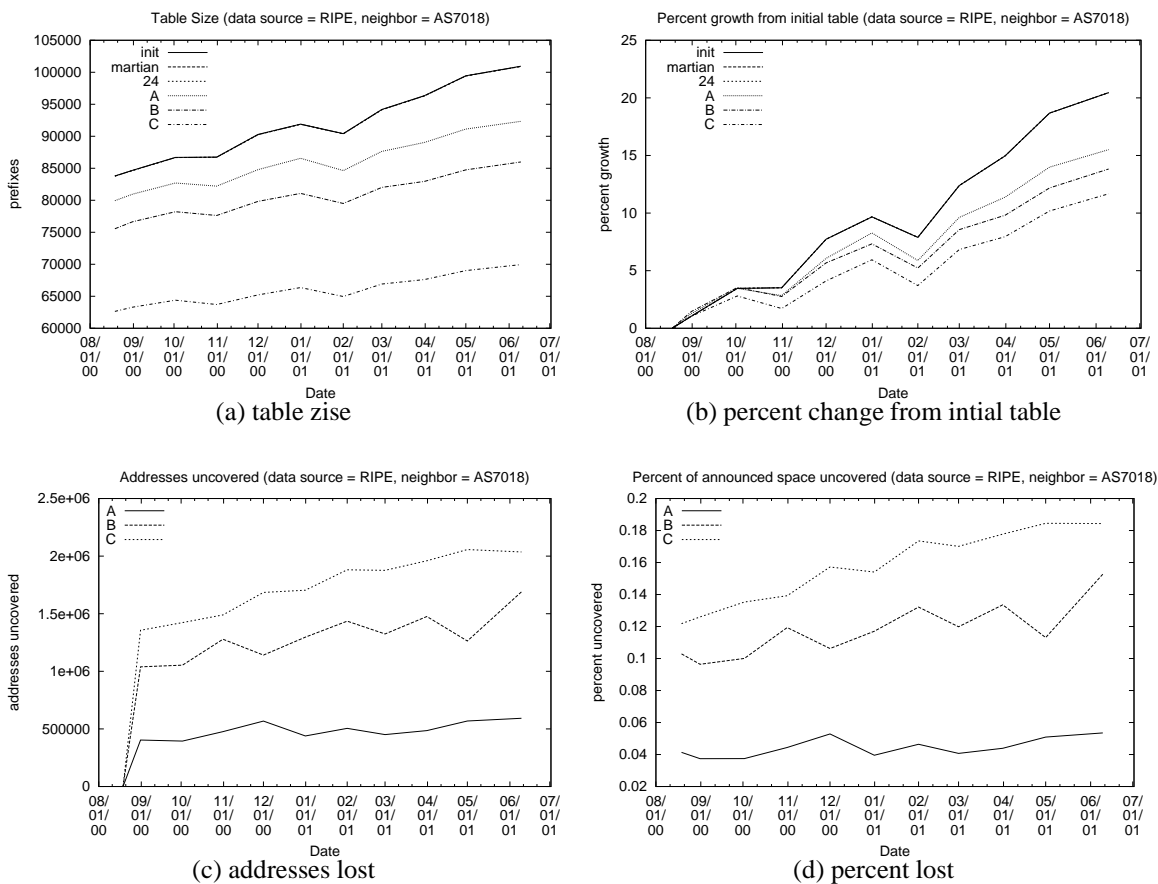 Table Size (data source = RIPE, neighbor = AS7018)
105000
100000
95000
90000
85000
80000
75000
70000
65000
60000
prefixes
init
martian
24
A
B
C
08/01/00 09/01/00 10/01/00 11/01/00 12/01/00 01/01/01 02/01/01 03/01/01 04/01/01 05/01/01 06/01/01 07/01/01
Date
(a) table zise
Percent growth from initial table (data source = RIPE, neighbor = AS7018)
25
20
15
10
5
0
percent growth
init
martian
24
A
B
C
08/01/00 09/01/00 10/01/00 11/01/00 12/01/00 01/01/01 02/01/01 03/01/01 04/01/01 05/01/01 06/01/01 07/01/01
Date
(b) percent change from intial table
Addresses uncovered (data source = RIPE, neighbor = AS7018)
2.5e+06
2e+06
1.5e+06
1e+06
500000
0
addresses uncovered
A
B
C
08/01/00 09/01/00 10/01/00 11/01/00 12/01/00 01/01/01 02/01/01 03/01/01 04/01/01 05/01/01 06/01/01 07/01/01
Date
(c) addresses lost
Percent of announced space uncovered (data source = RIPE, neighbor = AS7018)
0.2
0.18
0.16
0.14
0.12
0.1
0.08
0.06
0.04
0.02
percent uncovered
A
B
C
08/01/00 09/01/00 10/01/00 11/01/00 12/01/00 01/01/01 02/01/01 03/01/01 04/01/01 05/01/01 06/01/01 07/01/01
Date
(d) percent lost